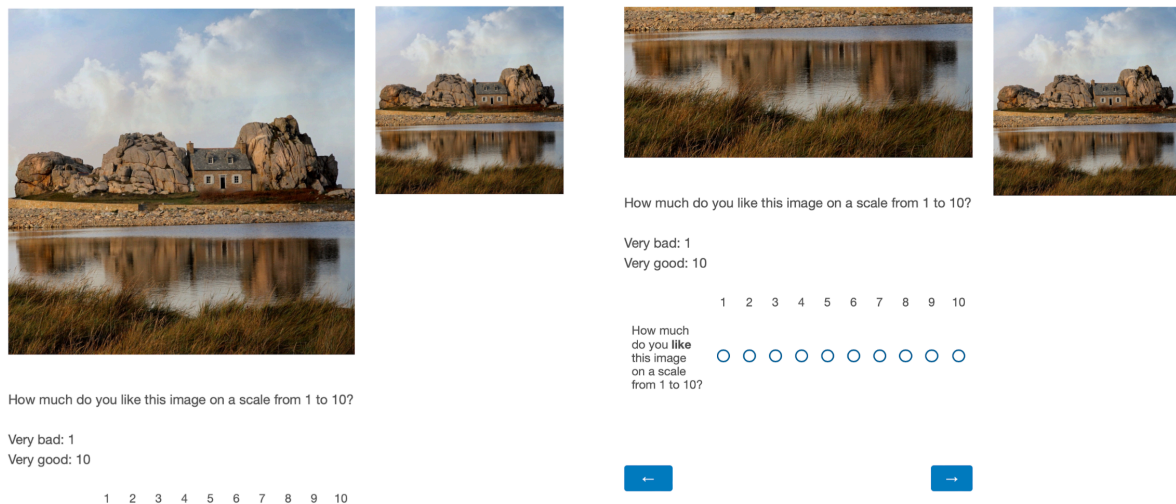 How much do you like this image on a scale from 1 to 10?
Very bad: 1
Very good: 10
1 2 3 4 5 6 7 8 9 10
How much do you like this image on a scale from 1 to 10?
Very bad: 1
Very good: 10
1 2 3 4 5 6 7 8 9 10
How much
do you like
this image
on a scale
from 1 to 10?
←
→